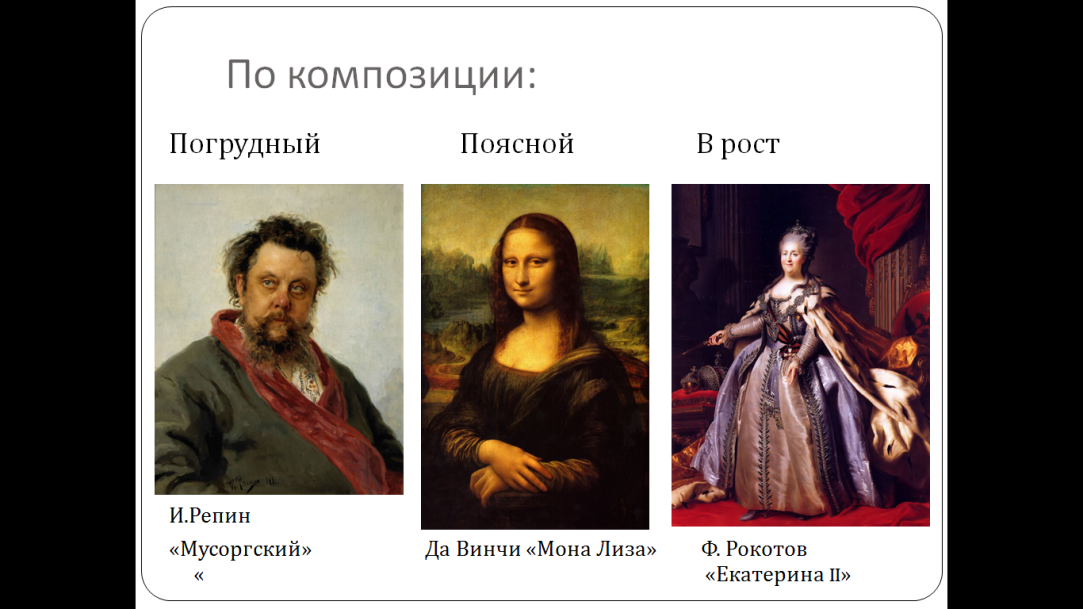 По композиции:
Погрудный
Поясной
В рост
И.Репин
«Мусоргский»
«
Да Винчи «Мона Лиза»
Ф. Рокотов
«Екатерина II»